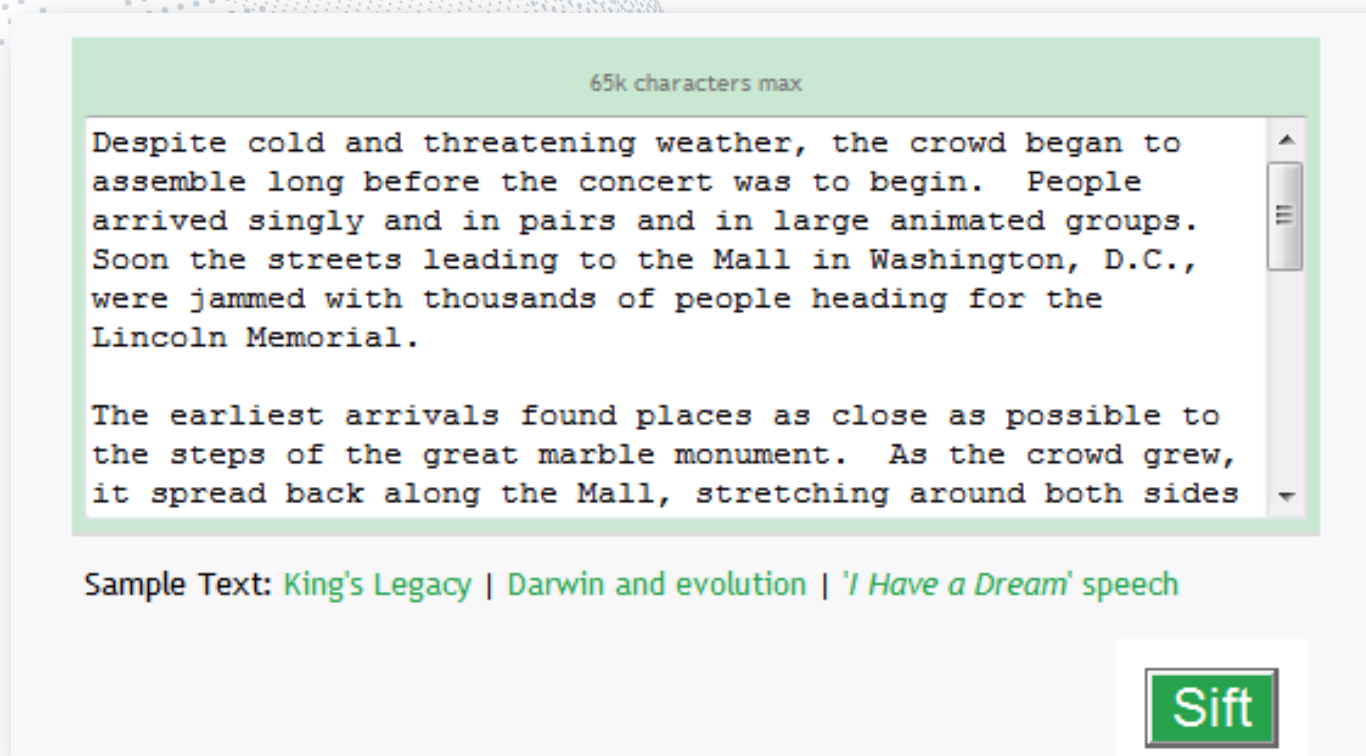 65k characters max
Despite cold and threatening weather, the crowd began to
assemble long before the concert was to begin.  People
arrived singly and in pairs and in large animated groups.
Soon the streets leading to the Mall in Washington, D.C.,
were jammed with thousands of people heading for the
Lincoln Memorial.
The earliest arrivals found places as close as possible to
the steps of the great marble monument.  As the crowd grew,
it spread back along the Mall, stretching around both sides
Sample Text: King's Legacy | Darwin and evolution | 'I Have a Dream' speech
Sift